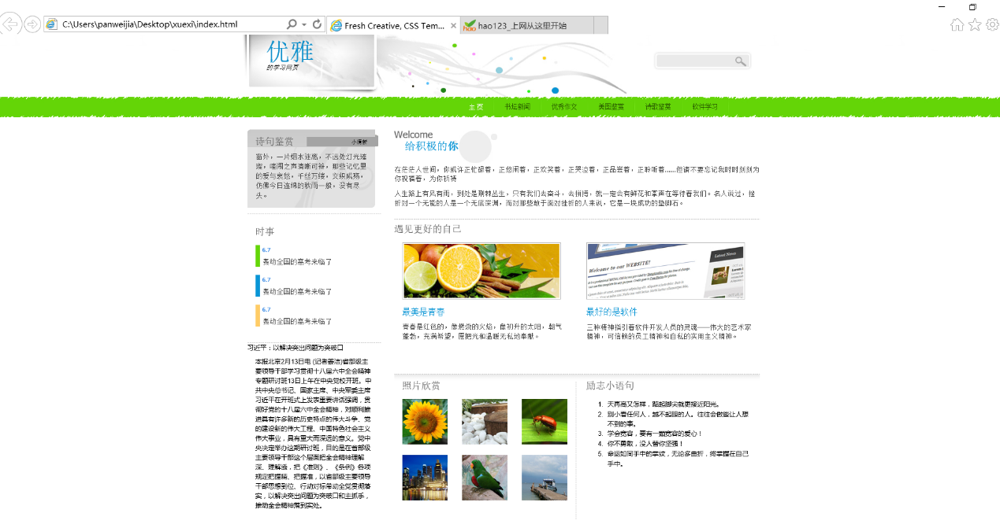 C:\Users\panweijia\Desktop\xuexi\index.html
Fresh Creative, CSS Tem...
hao123_上网从这里开始
优雅
的学习网页
主页
书坛新闻
优秀作文
美图鉴赏
诗歌鉴赏
软件学习
诗句鉴赏
小清新
窗外，一片烟水迷离，不远处灯光璀
璨，喧闹之声清晰可辨，那些记忆里
的爱与哀愁，千丝万缕，交织成殇，
仿佛今日连绵的秋雨一般，没有尽
头。
时事
6.7
轰动全国的高考来临了
6.7
轰动全国的高考来临了
6.7
轰动全国的高考来临了
习近平：以解决突出问题为突破口
本报北京2月13日电 (记者姜洁)省部级主
要领导干部学习贯彻十八届六中全会精神
专题研讨班13日上午在中央党校开班。中
共中央总书记、国家主席、中央军委主席
习近平在开班式上发表重要讲话强调，贯
彻好党的十八届六中全会精神，对顺利推
进具有许多新的历史特点的伟大斗争、党
的建设新的伟大工程、中国特色社会主义
伟大事业，具有重大而深远的意义。党中
央决定举办这期研讨班，目的是在省部级
主要领导干部这个层面把全会精神理解
深、理解透，把《准则》、《条例》各项
规定把握精、把握准，以省部级主要领导
干部思想到位、行动对标带动全党贯彻落
实，以解决突出问题为突破口和主抓手，
推动全会精神落到实处。
Welcome
给积极的你
在茫茫人世间，你或许正忙碌着，正悠闲着，正欢笑着，正哭泣着，正品尝着，正聆听着......但请不要忘记我时时刻刻为
你祝福着，为你祈祷
人生路上有风有雨，到处是荆棘丛生，只有我们去奋斗，去拼搏，就一定会有鲜花和掌声在等待着我们。名人说过，挫
折对一个无能的人是一个无底深渊，而对那些敢于面对挫折的人来说，它是一块成功的垫脚石。
遇见更好的自己
Welcome to our WEBSITE!
Latest News
最美是青春
青春是红色的，像燃烧的火焰，像初升的太阳，朝气
蓬勃，充满希望，愿把光和温暖无私地奉献。
最好的是软件
三种精神指引着软件开发人员的灵魂——伟大的艺术家
精神，可信赖的员工精神和自私的实用主义精神。
照片欣赏
励志小语句
1. 天再高又怎样，踮起脚尖就更接近阳光。
2. 别小看任何人，越不起眼的人。往往会做些让人想
不到的事。
3. 学会宽容，要有一颗宽容的爱心！
4. 你不勇敢，没人替你坚强！
5. 命运如同手中的掌纹，无论多曲折，终掌握在自己
手中。